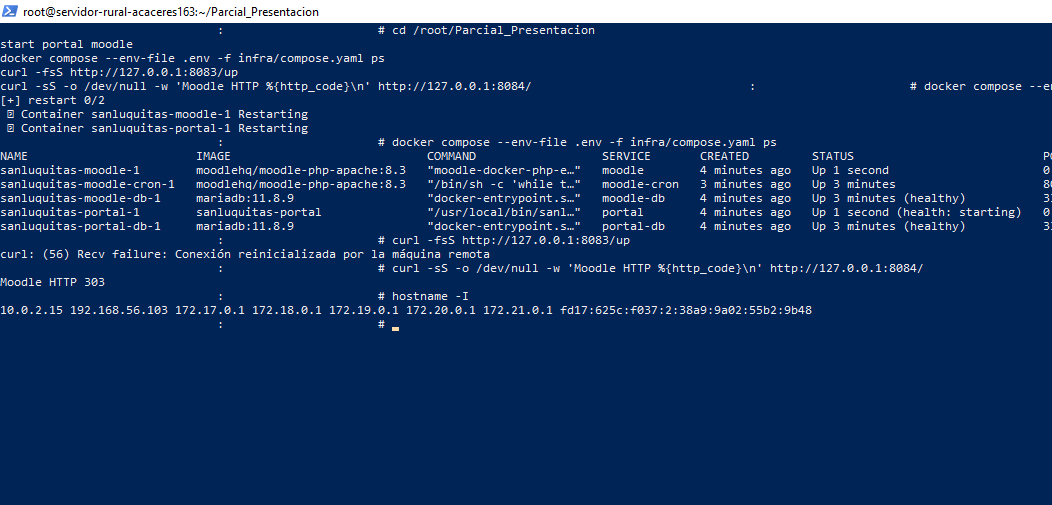 root@servidor-rural-acaceres163:~/Parcial_Presentacion
: # cd /root/Parcial_Presentacion
start portal moodle
docker compose --env-file .env -f infra/compose.yaml ps
curl -fsS http://127.0.0.1:8083/up
curl -sS -o /dev/null -w 'Moodle HTTP %{http_code}\n' http://127.0.0.1:8084/ : # docker compose --en
[+] restart 0/2
Container sanluquitas-moodle-1 Restarting
Container sanluquitas-portal-1 Restarting
: # docker compose --env-file .env -f infra/compose.yaml ps
NAME IMAGE COMMAND SERVICE CREATED STATUS PO
sanluquitas-moodle-1 moodlehq/moodle-php-apache:8.3 "moodle-docker-php-e…" moodle 4 minutes ago Up 1 second 0
sanluquitas-moodle-cron-1 moodlehq/moodle-php-apache:8.3 "/bin/sh -c 'while t…" moodle-cron 3 minutes ago Up 3 minutes 80
sanluquitas-moodle-db-1 mariadb:11.8.9 "docker-entrypoint.s…" moodle-db 4 minutes ago Up 3 minutes (healthy) 33
sanluquitas-portal-1 sanluquitas-portal "/usr/local/bin/sanl…" portal 4 minutes ago Up 1 second (health: starting) 0
sanluquitas-portal-db-1 mariadb:11.8.9 "docker-entrypoint.s…" portal-db 4 minutes ago Up 3 minutes (healthy) 33
: # curl -fsS http://127.0.0.1:8083/up
curl: (56) Recv failure: Conexión reinicializada por la máquina remota
: # curl -sS -o /dev/null -w 'Moodle HTTP %{http_code}\n' http://127.0.0.1:8084/
Moodle HTTP 303
: # hostname -I
10.0.2.15 192.168.56.103 172.17.0.1 172.18.0.1 172.19.0.1 172.20.0.1 172.21.0.1 fd17:625c:f037:2:38a9:9a02:55b2:9b48
: #